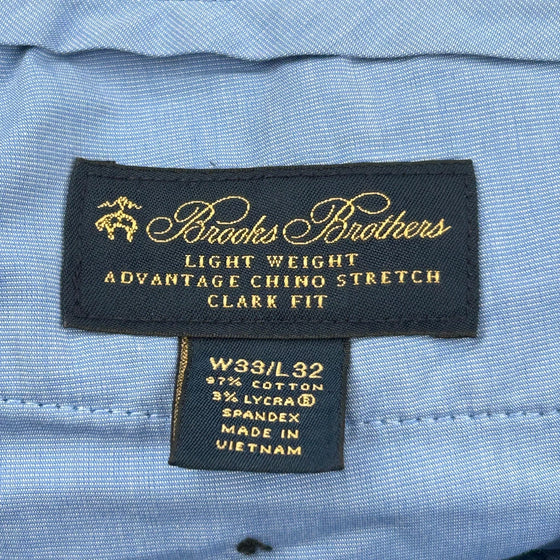 Brooks Brothers
LIGHT WEIGHT
ADVANTAGE CHINO STRETCH
CLARK FIT
W33/L32
97% COTTON
3% LYCRA®
SPANDEX
MADE IN
VIETNAM